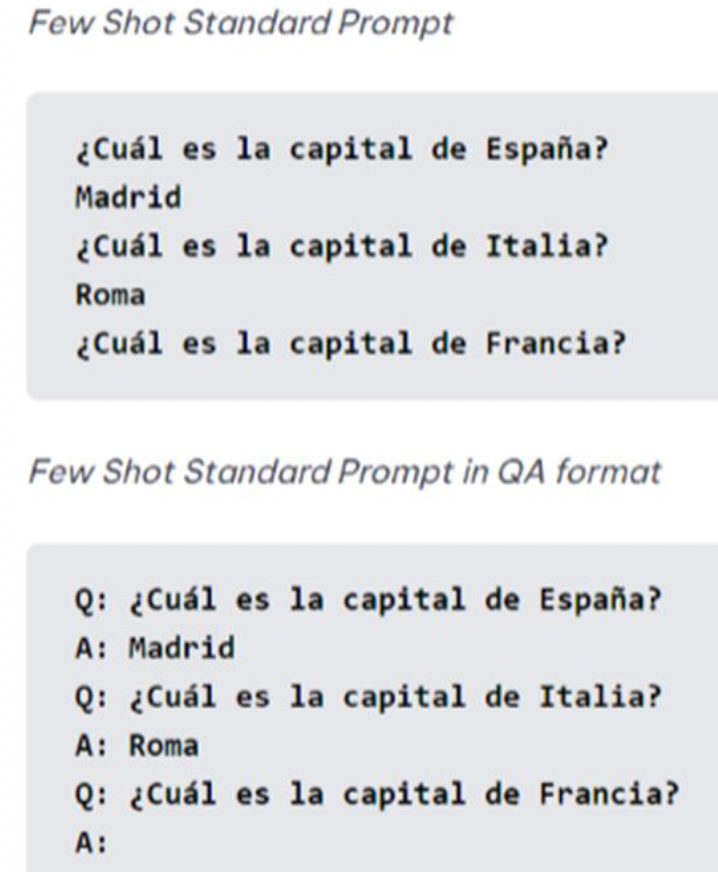 Few Shot Standard Prompt
¿Cuál es la capital de España?
Madrid
¿Cuál es la capital de Italia?
Roma
¿Cuál es la capital de Francia?
Few Shot Standard Prompt in QA format
Q: ¿Cuál es la capital de España?
A: Madrid
Q: ¿Cuál es la capital de Italia?
A: Roma
Q: ¿Cuál es la capital de Francia?
A: